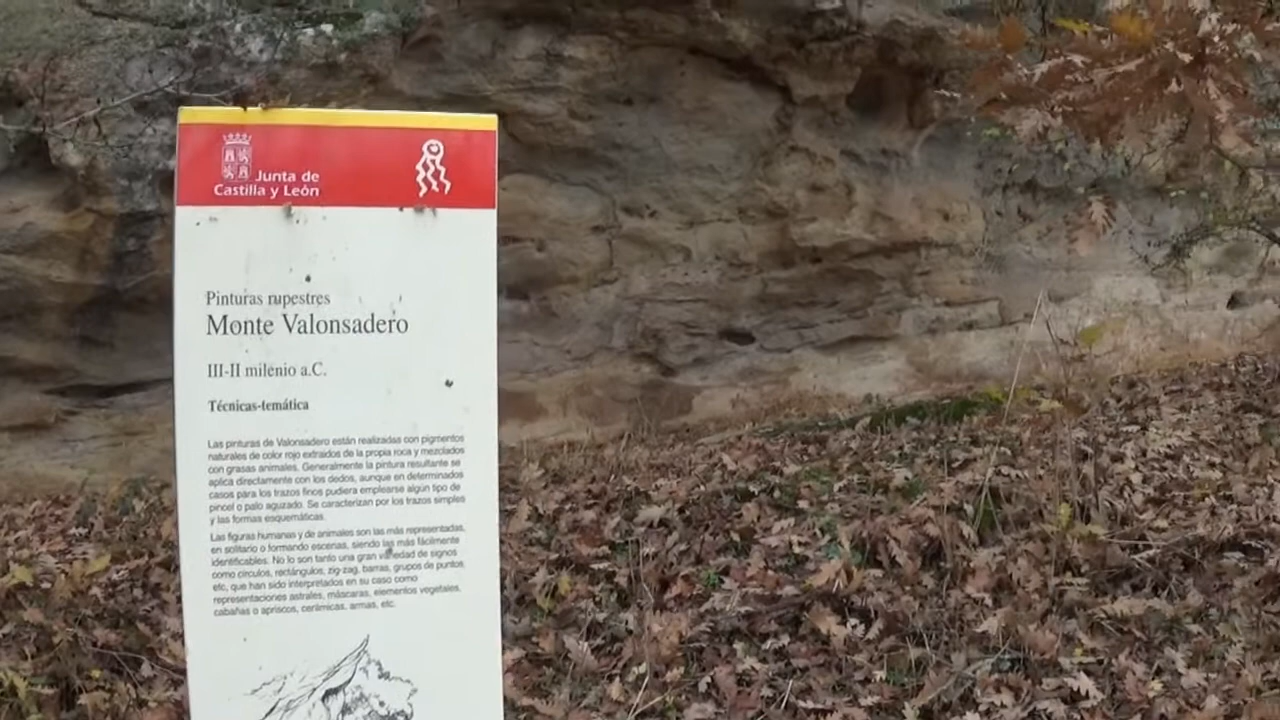 Junta de
Castilla y León
Pinturas rupestres
Monte Valonsadero
III-II milenio a.C.
Técnicas-temática
Las pinturas de Valonsadero están realizadas con pigmentos
naturales de color rojo extraidos de la propia roca y mezclados
con grasas animales. Generalmente la pintura resultante se
aplica directamente con los dedos, aunque en determinados
casos para los trazos finos pudiera emplearse algún tipo de
pincel o palo aguzado. Se caracterizan por los trazos simples
y las formas esquemáticas.
Las figuras humanas y de animales son las más representadas,
en solitario o formando escenas, siendo las más fácilmente
identificables. No lo son tanto una gran variedad de signos
como círculos, rectángulos, zig-zag, barras, grupos de puntos,
etc, que han sido interpretados en su caso como
representaciones astrales, máscaras, elementos vegetales,
cabañas o apriscos, cerámicas, armas, etc.